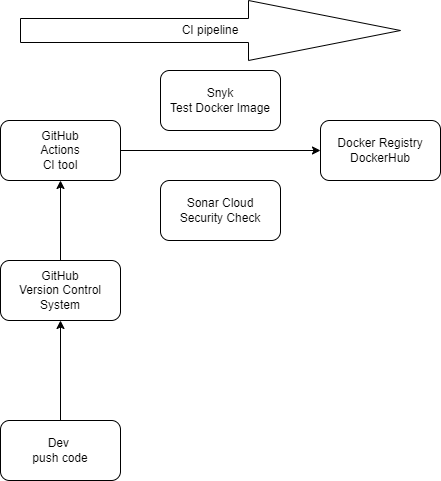 CI pipeline
Snyk
Test Docker Image
GitHub
Actions
CI tool
Docker Registry
DockerHub
Sonar Cloud
Security Check
GitHub
Version Control
System
Dev
push code